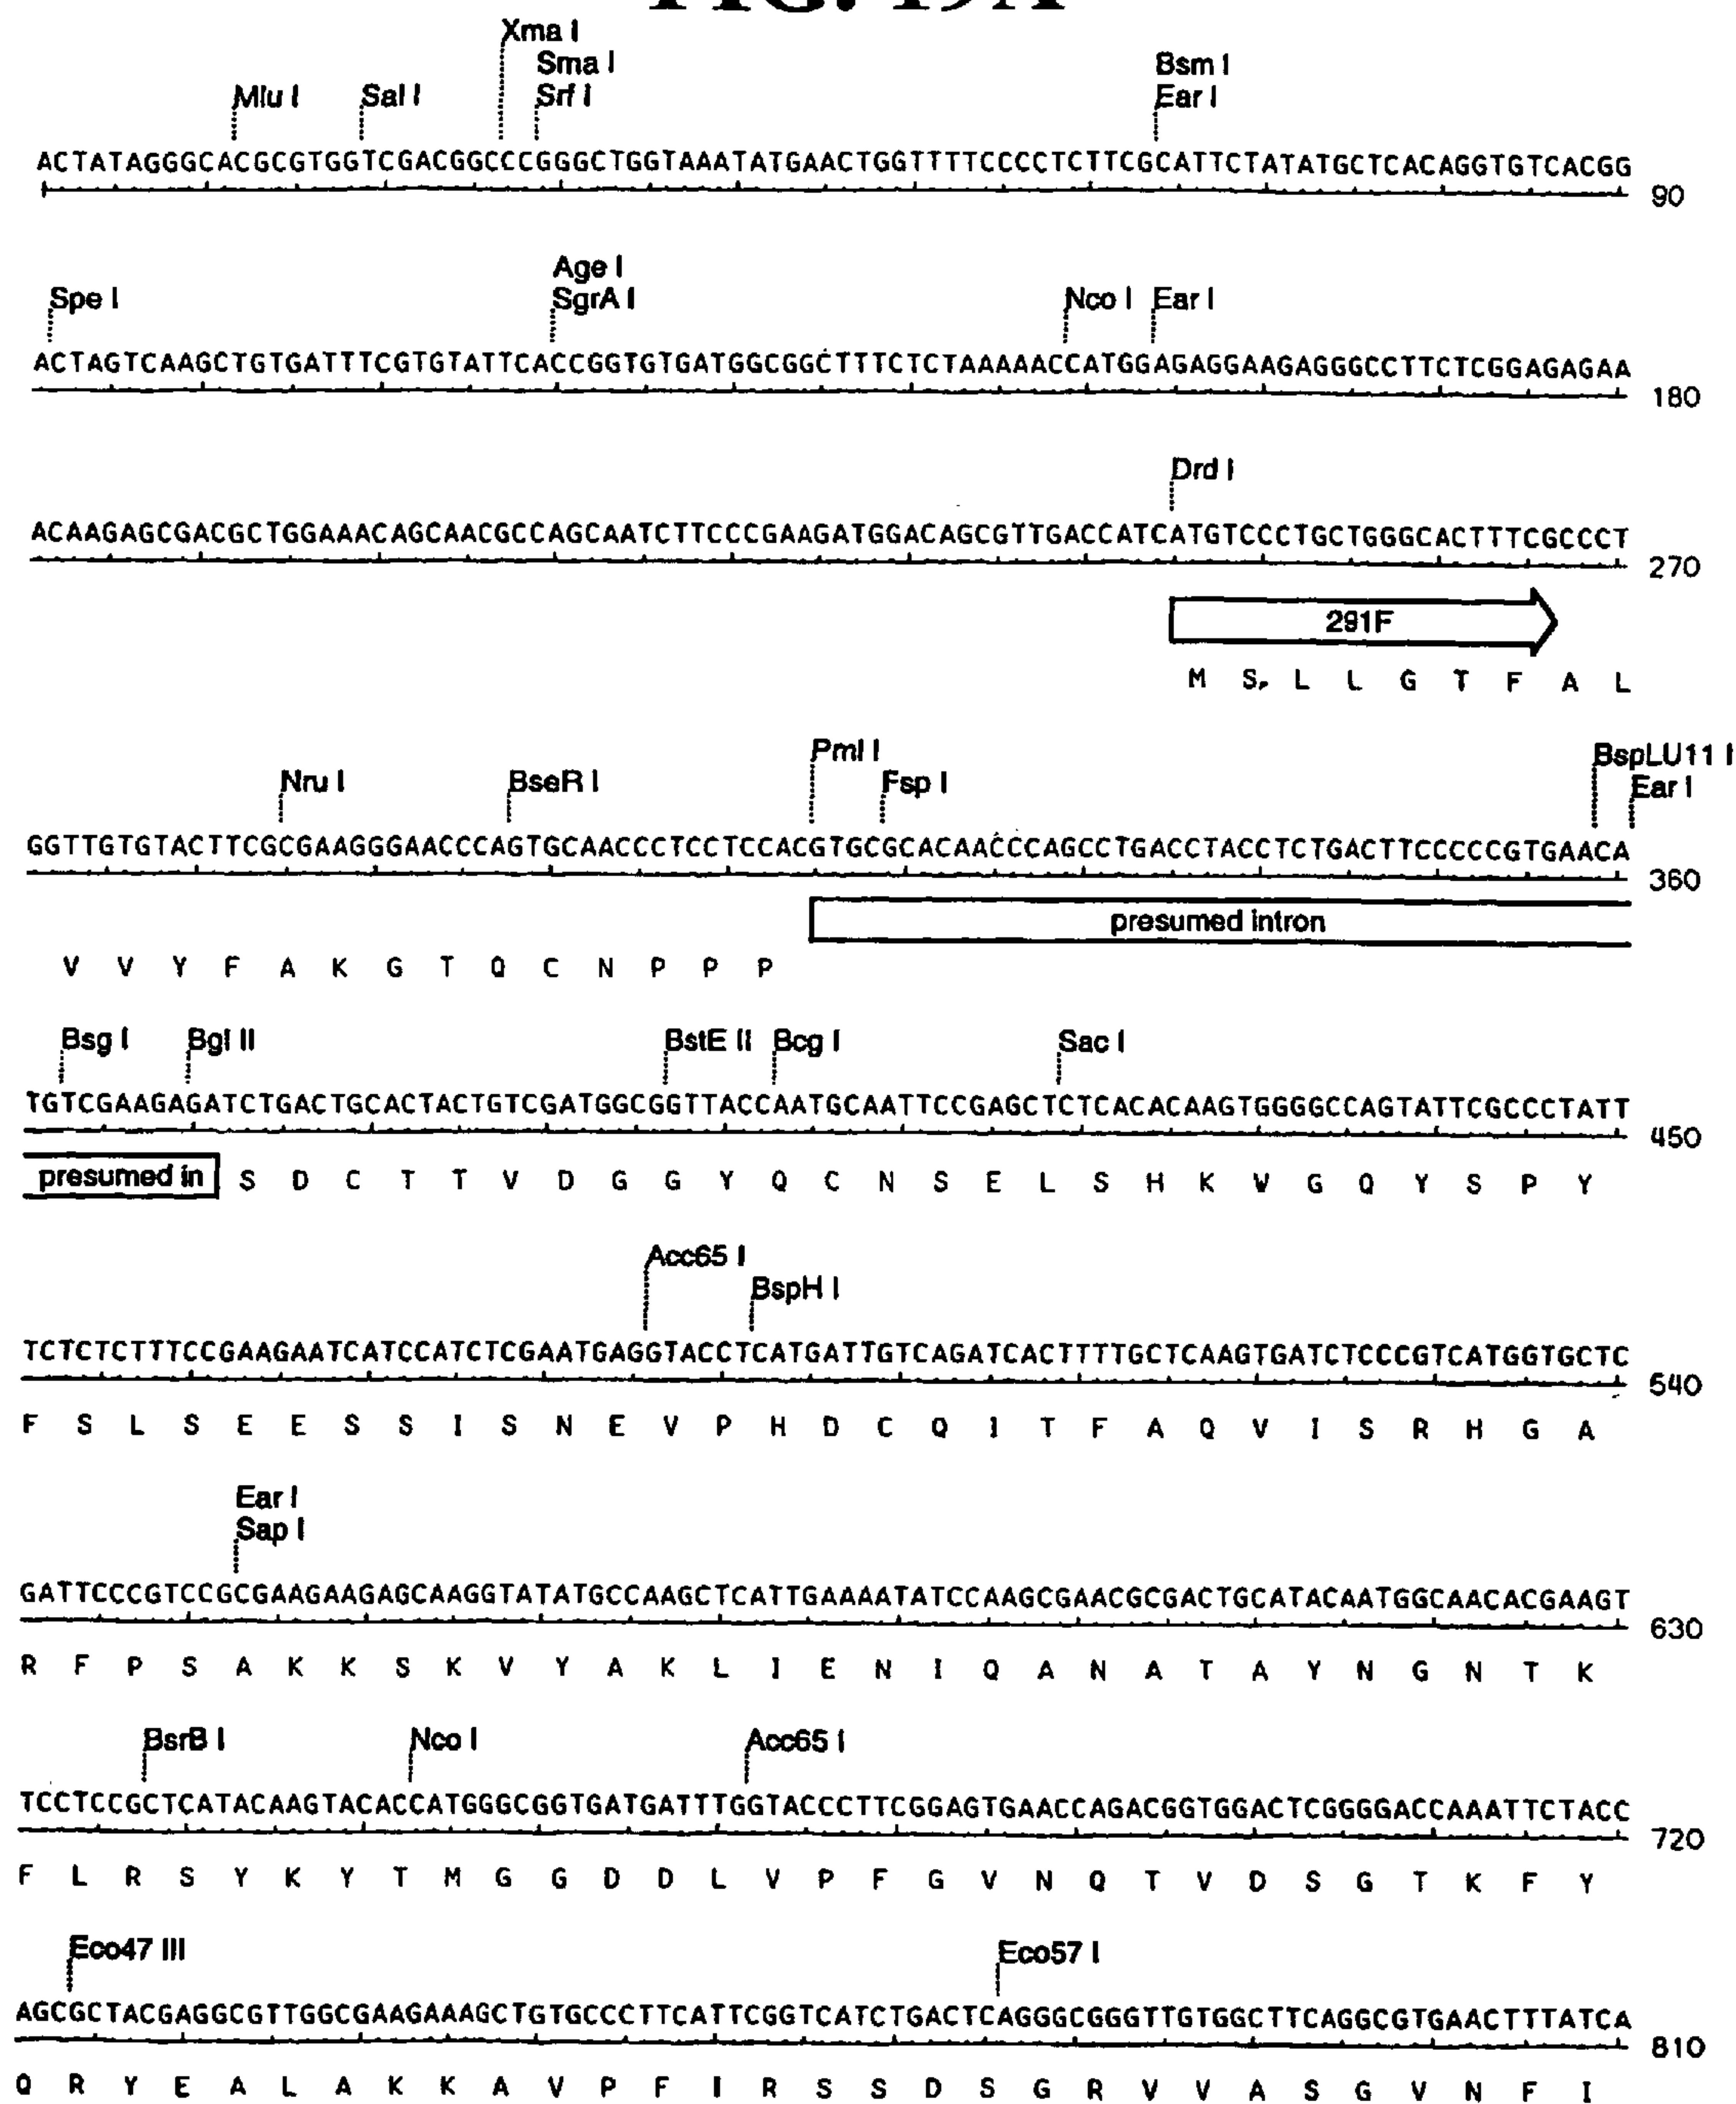 FIG. 19A
Xma I
Sma I
Bsm I
Mlu I Sal I Srf I Ear I
ACTATAGGGCACGCGTGGTCGACGGCCCGGGCTGGTAAATATGAACTGGTTTTCCCCTCTTCGCATTCTATATGCTCACAGGTGTCACGG
90
Age I
Spe I SgrA I Nco I Ear I
ACTAGTCAAGCTGTGATTTCGTGTATTCACCGGTGTGATGGCGGCTTTCTCTAAAAACCATGGAGAGGAAGAGGGCCTTCTCGGAGAGAA
180
Drd I
ACAAGAGCGACGCTGGAAACAGCAACGCCAGCAATCTTCCCGAAGATGGACAGCGTTGACCATCATGTCCCTGCTGGGCACTTTCGCCCT
270
291F
M S L L G T F A L
Pml I BspLU11 I
Nru I BseR I Fsp I Ear I
GGTTGTGTACTTCGCGAAGGGAACCCAGTGCAACCCTCCTCCACGTGCGCACAACCCAGCCTGACCTACCTCTGACTTCCCCCGTGAACA
360
presumed intron
V V Y F A K G T Q C N P P P
Bsg I Bgl II BstE II Bcg I Sac I
TGTCGAAGAGATCTGACTGCACTACTGTCGATGGCGGTTACCAATGCAATTCCGAGCTCTCACACAAGTGGGGCCAGTATTCGCCCTATT
450
presumed in S D C T T V D G G Y Q C N S E L S H K W G Q Y S P Y
Acc65 I
BspH I
TCTCTCTTTCCGAAGAATCATCCATCTCGAATGAGGTACCTCATGATTGTCAGATCACTTTTGCTCAAGTGATCTCCCGTCATGGTGCTC
540
F S L S E E S S I S N E V P H D C Q I T F A Q V I S R H G A
Ear I
Sap I
GATTCCCGTCCGCGAAGAAGAGCAAGGTATATGCCAAGCTCATTGAAAATATCCAAGCGAACGCGACTGCATACAATGGCAACACGAAGT
630
R F P S A K K S K V Y A K L I E N I Q A N A T A Y N G N T K
BsrB I Nco I Acc65 I
TCCTCCGCTCATACAAGTACACCATGGGCGGTGATGATTTGGTACCCTTCGGAGTGAACCAGACGGTGGACTCGGGGACCAAATTCTACC
720
F L R S Y K Y T M G G D D L V P F G V N Q T V D S G T K F Y
Eco47 III Eco57 I
AGCGCTACGAGGCGTTGGCGAAGAAAGCTGTGCCCTTCATTCGGTCATCTGACTCAGGGCGGGTTGTGGCTTCAGGCGTGAACTTTATCA
810
Q R Y E A L A K K A V P F I R S S D S G R V V A S G V N F I